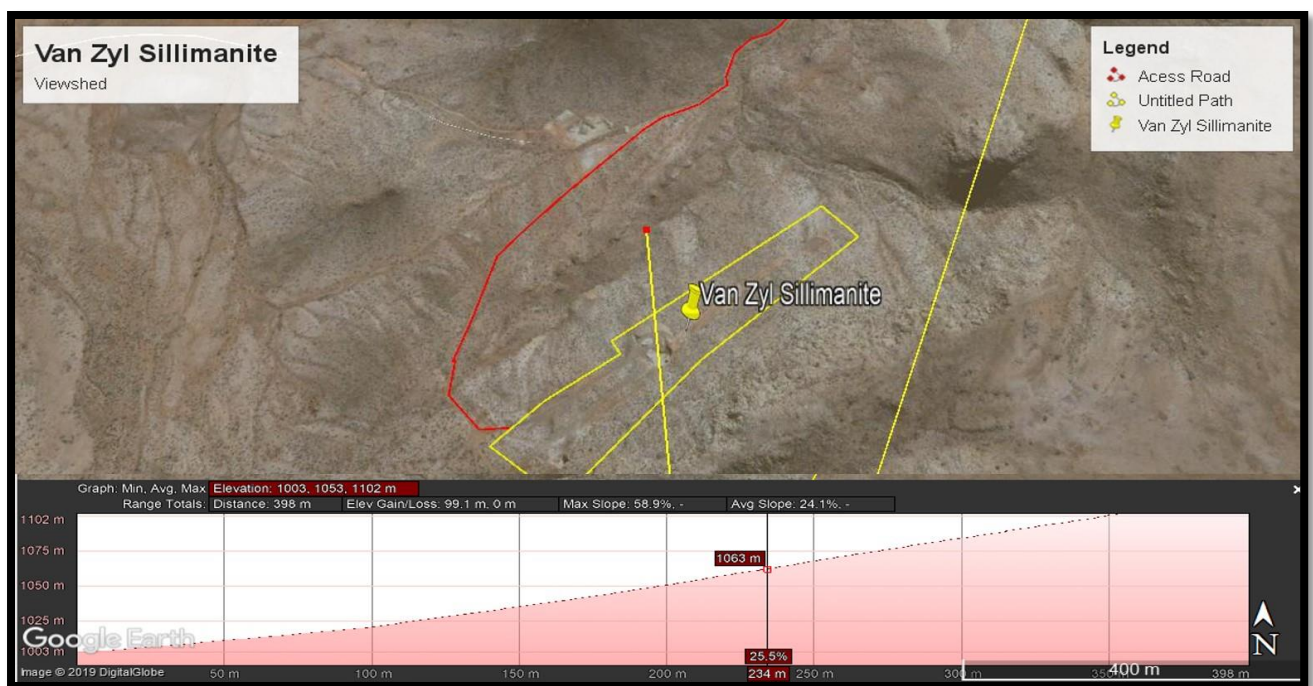 Van Zyl Sillimanite
Viewshed
Legend
Acess Road
Untitled Path
Van Zyl Sillimanite
Van Zyl Sillimanite
Graph: Min, Avg, Max Elevation: 1003, 1053, 1102 m
Range Totals: Distance: 398 m Elev Gain/Loss: 99.1 m, 0 m Max Slope: 58.9%, - Avg Slope: 24.1%, -
1102 m
1075 m
1063 m
1050 m
1025 m
Google Earth
1003 m
N
25.5%
Image © 2019 DigitalGlobe
50 m 100 m 150 m 200 m 234 m 250 m 300 m 350 400 m 398 m